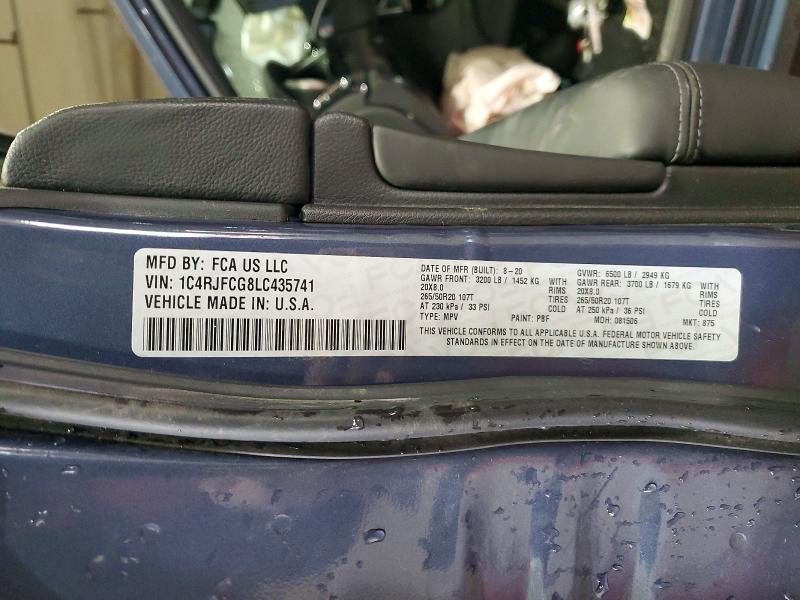 MFD BY: FCA US LLC
VIN: 1C4RJFCG8LC435741
VEHICLE MADE IN: U.S.A.
DATE OF MFR (BUILT): 8-20 GVWR: 6500 LB / 2949 KG
GAWR FRONT: 3200 LB / 1452 KG WITH GAWR REAR: 3700 LB / 1679 KG WITH
20X8.0 RIMS 20X8.0 RIMS
265/50R20 107T TIRES 265/50R20 107T TIRES
AT 230 kPa / 33 PSI COLD AT 250 kPa / 36 PSI COLD
TYPE: MPV PAINT: PBF MDH: 081506 MKT: 875
THIS VEHICLE CONFORMS TO ALL APPLICABLE U.S.A. FEDERAL MOTOR VEHICLE SAFETY
STANDARDS IN EFFECT ON THE DATE OF MANUFACTURE SHOWN ABOVE.